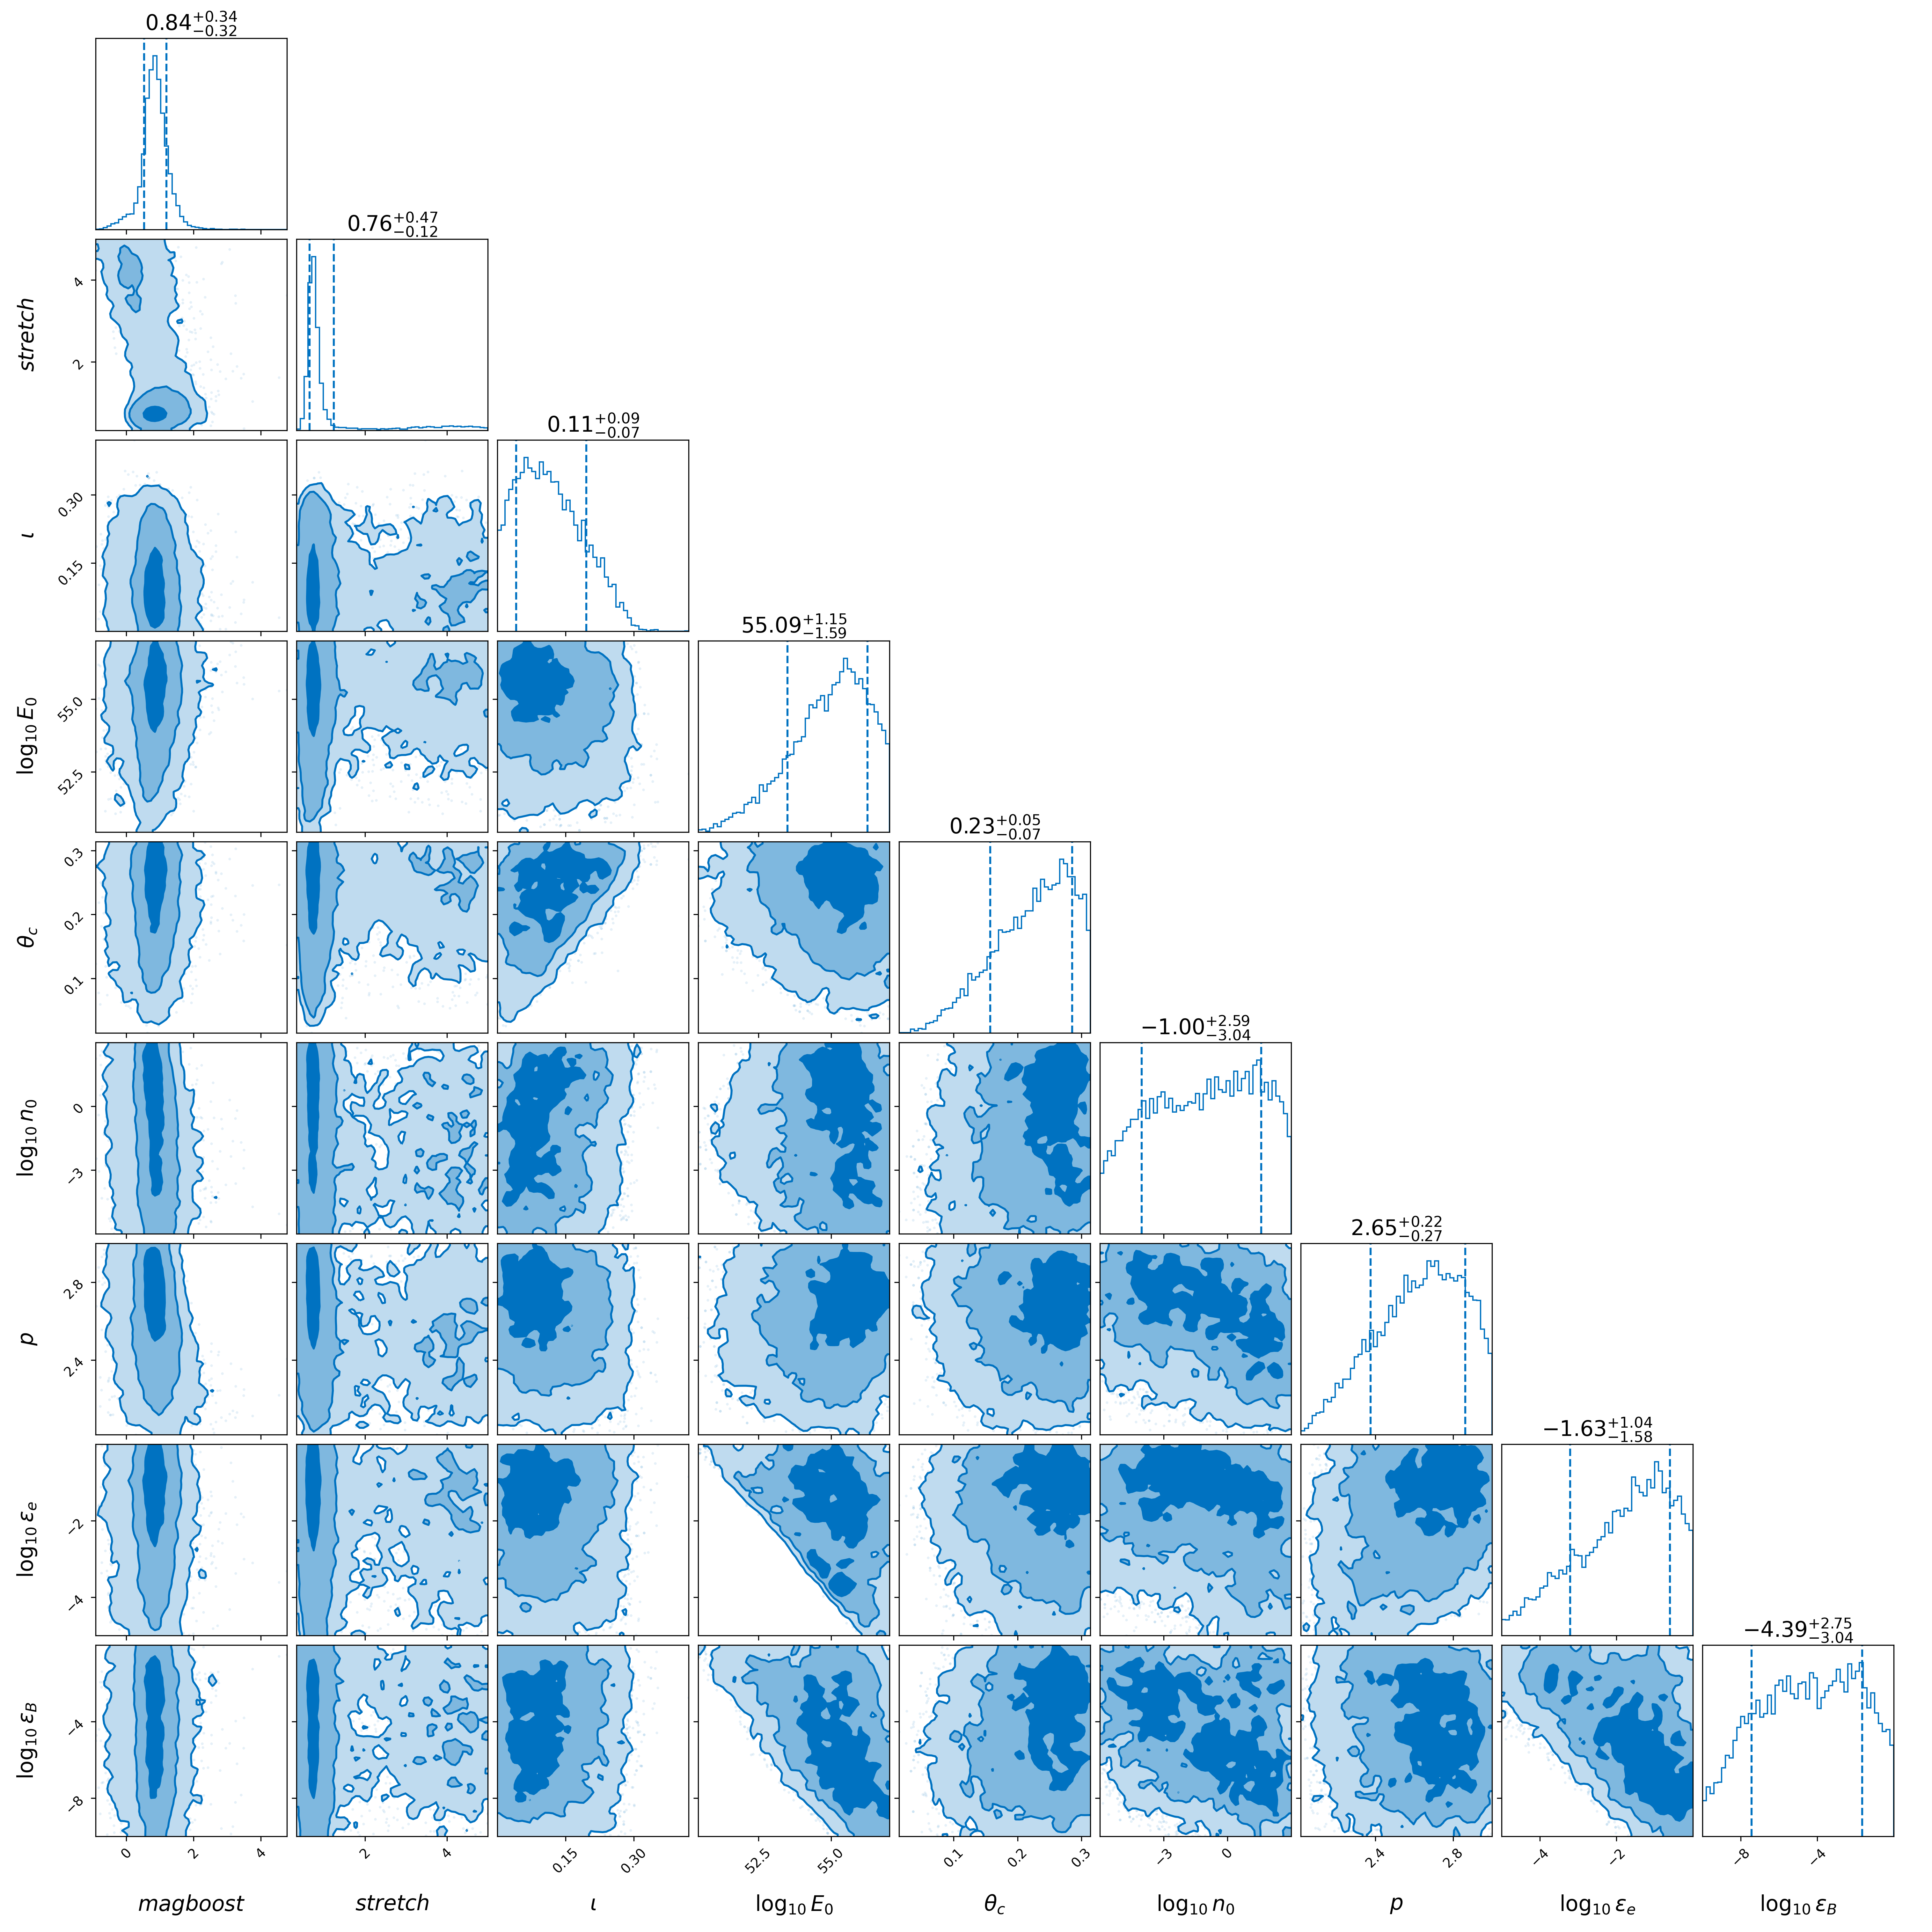 0.84+0.34−0.32
0.76+0.47−0.12
4
2
stretch
0.11+0.09−0.07
0.30
0.15
ι
55.09+1.15−1.59
55.0
52.5
log10 E0
0.23+0.05−0.07
0.3
0.2
0.1
θc
−1.00+2.59−3.04
0
−3
log10 n0
2.65+0.22−0.27
2.8
2.4
p
−1.63+1.04−1.58
−2
−4
log10 εe
−4.39+2.75−3.04
−4
−8
log10 εB
0 2 4 2 4 0.15 0.30 52.5 55.0 0.1 0.2 0.3 −3 0 2.4 2.8 −4 −2 −8 −4
magboost stretch ι log10 E0 θc log10 n0 p log10 εe log10 εB